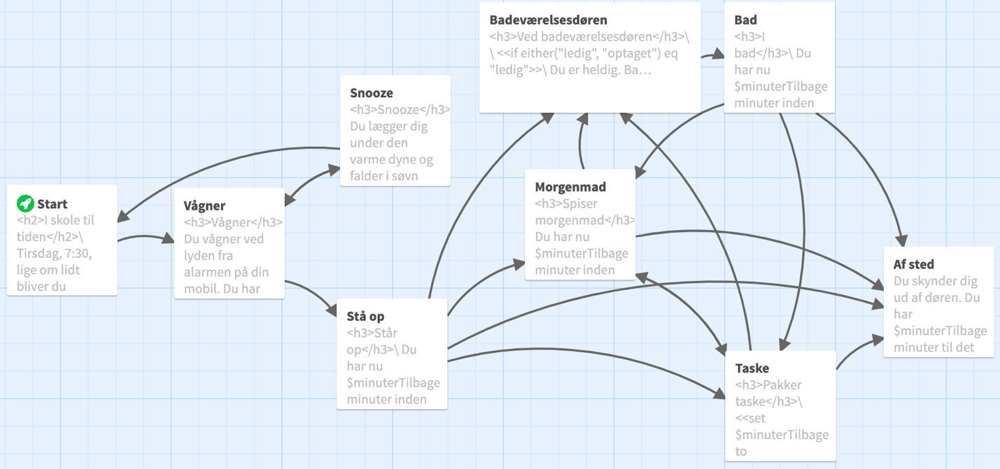 Badeværelsesdøren
<h3>Ved badeværelsesdøren</h3>\
\ <<if either("ledig", "optaget") eq
"ledig">>\ Du er heldig. Ba…
Bad
<h3>I
bad</h3>\ Du
har nu
$minuterTilbage
minuter inden
Snooze
<h3>Snooze</h3>
Du lægger dig
under den
varme dyne og
falder i søvn
Start
<h2>I skole til
tiden</h2>\
Tirsdag, 7:30,
lige om lidt
bliver du
Vågner
<h3>Vågner</h3>
Du vågner ved
lyden fra
alarmen på din
mobil. Du har
Morgenmad
<h3>Spiser
morgenmad</h3>
Du har nu
$minuterTilbage
minuter inden
Stå op
<h3>Står
op</h3>\ Du
har nu
$minuterTilbage
minuter inden
Af sted
Du skynder dig
ud af døren. Du
har
$minuterTilbage
minuter til det
Taske
<h3>Pakker
taske</h3>\
<<set
$minuterTilbage
to